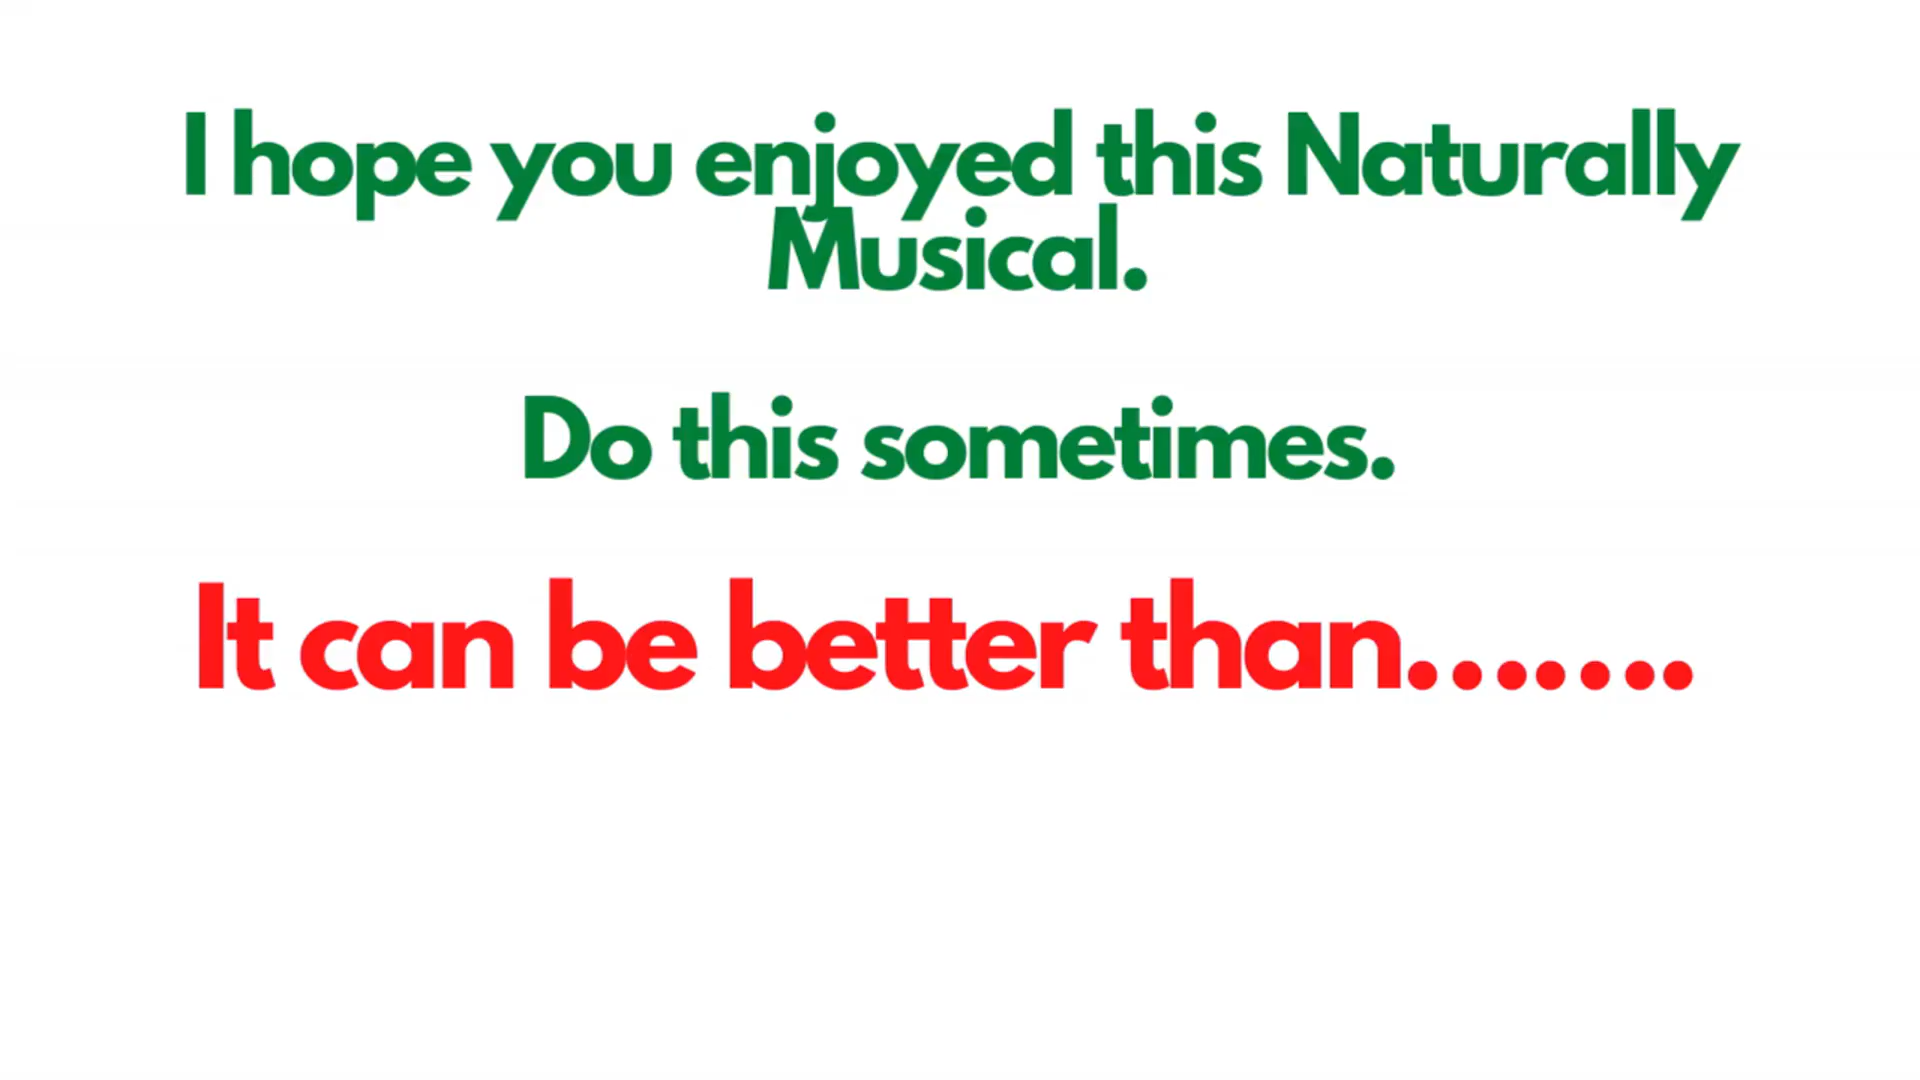 I hope you enjoyed this Naturally
Musical.
Do this sometimes.
It can be better than.......